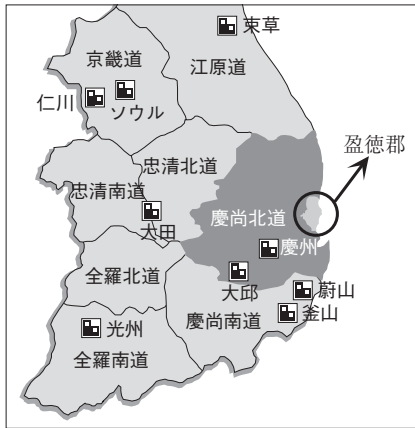 束草
京畿道
江原道
仁川
ソウル
盈徳郡
忠清北道
忠清南道
慶尚北道
大田
慶州
全羅北道
大邱
蔚山
慶尚南道
釜山
光州
全羅南道